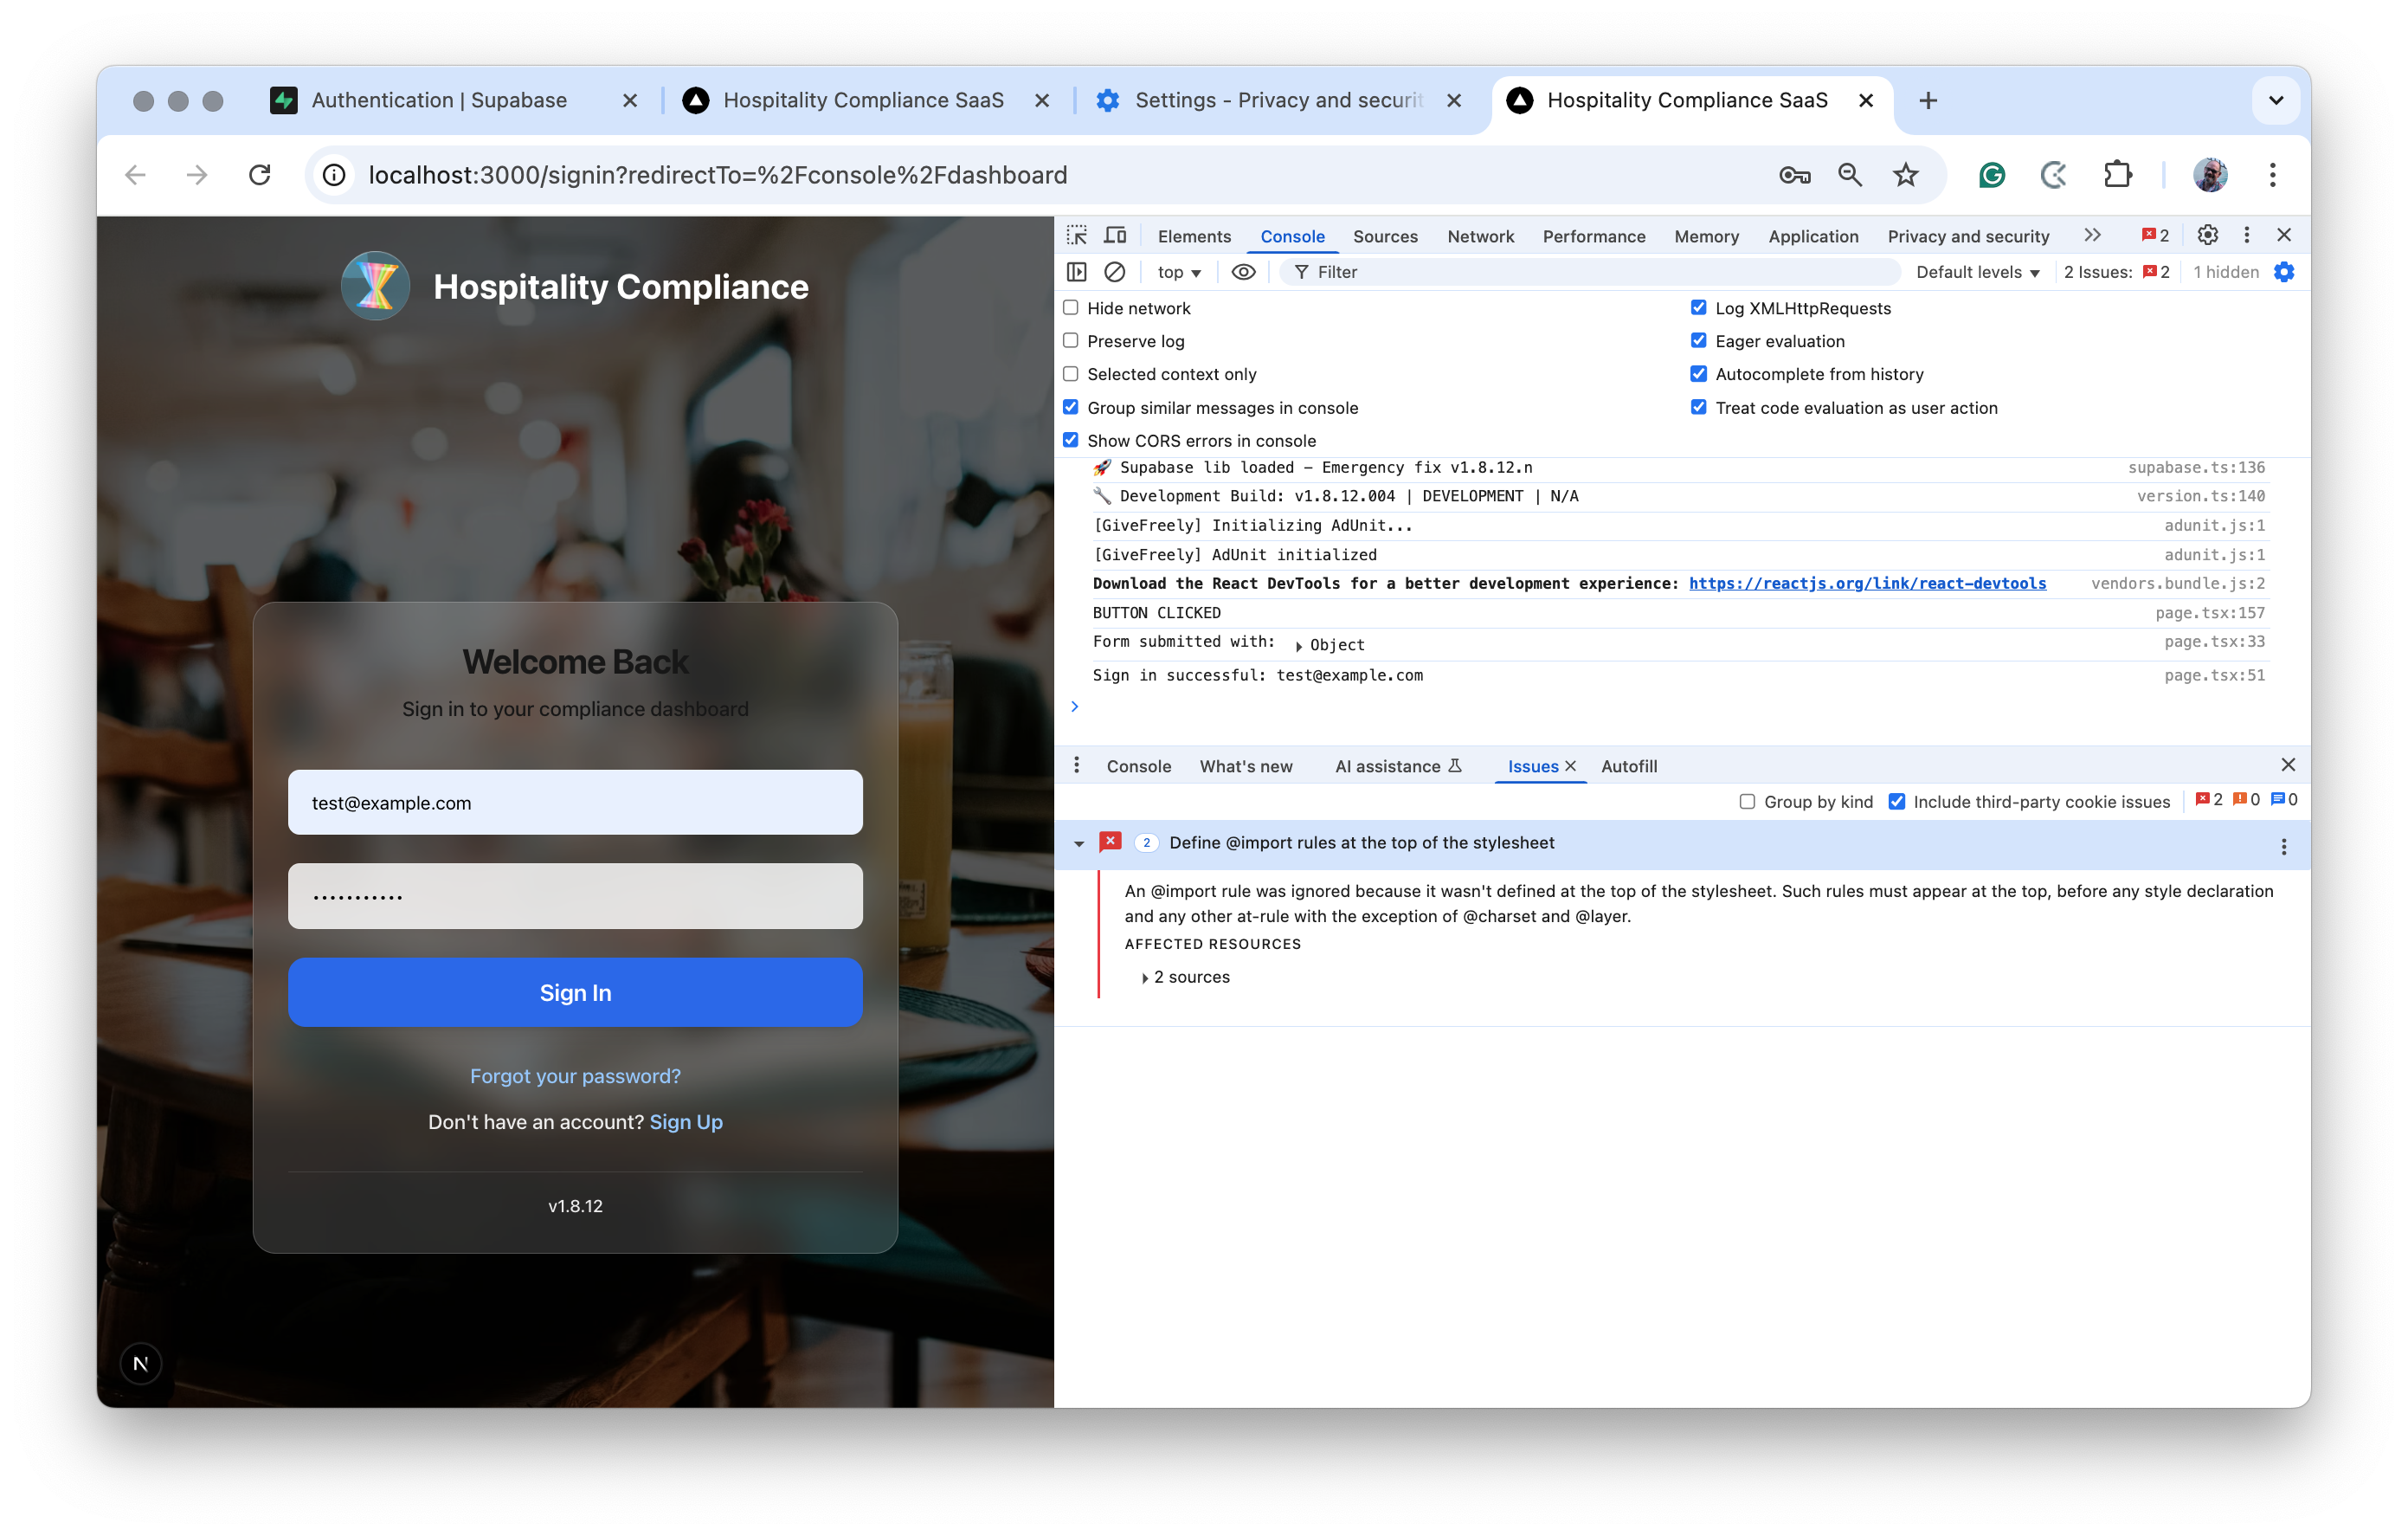 Authentication | Supabase
Hospitality Compliance SaaS
Settings - Privacy and securit
Hospitality Compliance SaaS
localhost:3000/signin?redirectTo=%2Fconsole%2Fdashboard
Hospitality Compliance
Welcome Back
Sign in to your compliance dashboard
test@example.com
•••••••••••
Sign In
Forgot your password?
Don't have an account? Sign Up
v1.8.12
N
Elements Console Sources Network Performance Memory Application Privacy and security 2
top Filter Default levels 2 Issues: 2 1 hidden
Hide network Log XMLHttpRequests
Preserve log Eager evaluation
Selected context only Autocomplete from history
Group similar messages in console Treat code evaluation as user action
Show CORS errors in console
🚀 Supabase lib loaded – Emergency fix v1.8.12.n supabase.ts:136
🔧 Development Build: v1.8.12.004 | DEVELOPMENT | N/A version.ts:140
[GiveFreely] Initializing AdUnit... adunit.js:1
[GiveFreely] AdUnit initialized adunit.js:1
Download the React DevTools for a better development experience: https://reactjs.org/link/react-devtools vendors.bundle.js:2
BUTTON CLICKED page.tsx:157
Form submitted with: Object page.tsx:33
Sign in successful: test@example.com page.tsx:51
Console What's new AI assistance Issues Autofill
Group by kind Include third-party cookie issues 2 0 0
2 Define @import rules at the top of the stylesheet
An @import rule was ignored because it wasn't defined at the top of the stylesheet. Such rules must appear at the top, before any style declaration
and any other at-rule with the exception of @charset and @layer.
AFFECTED RESOURCES
2 sources